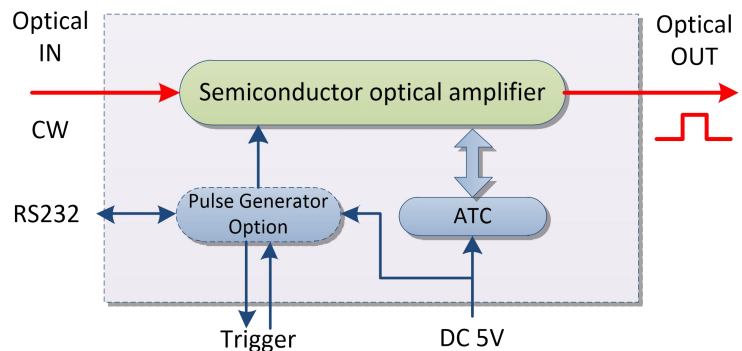 Optical
IN
Optical
OUT
Semiconductor optical amplifier
CW
Pulse Generator
Option
ATC
RS232
Trigger
DC 5V